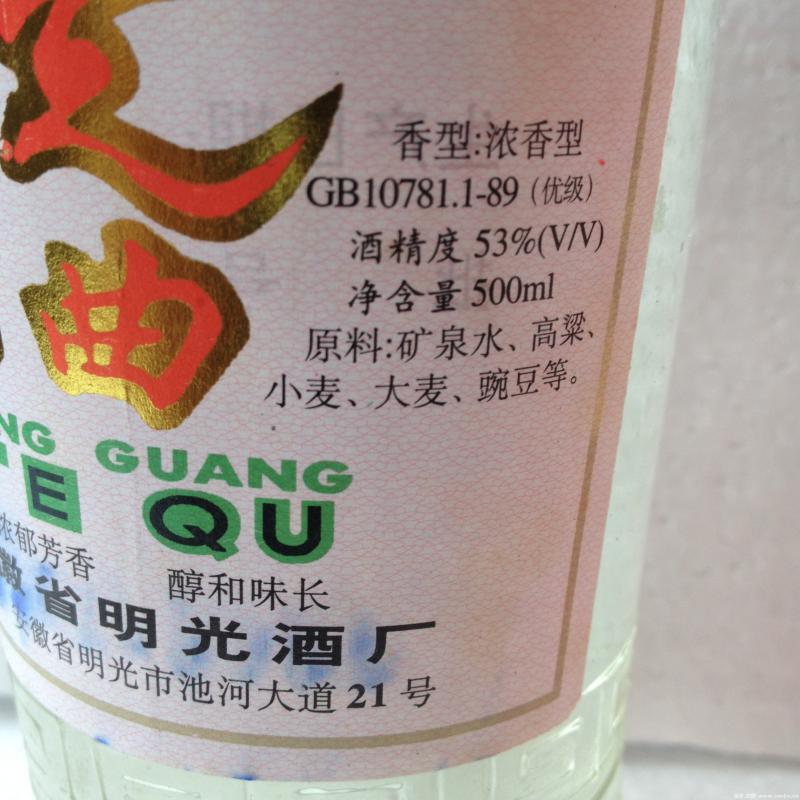 香型:浓香型
GB10781.1-89（优级）
酒精度 53%(V/V)
净含量 500ml
原料:矿泉水、高粱、
小麦、大麦、豌豆等。
曲
NG GUANG
TE QU
浓郁芳香 醇和味长
徽省明光酒厂
安徽省明光市池河大道 21 号